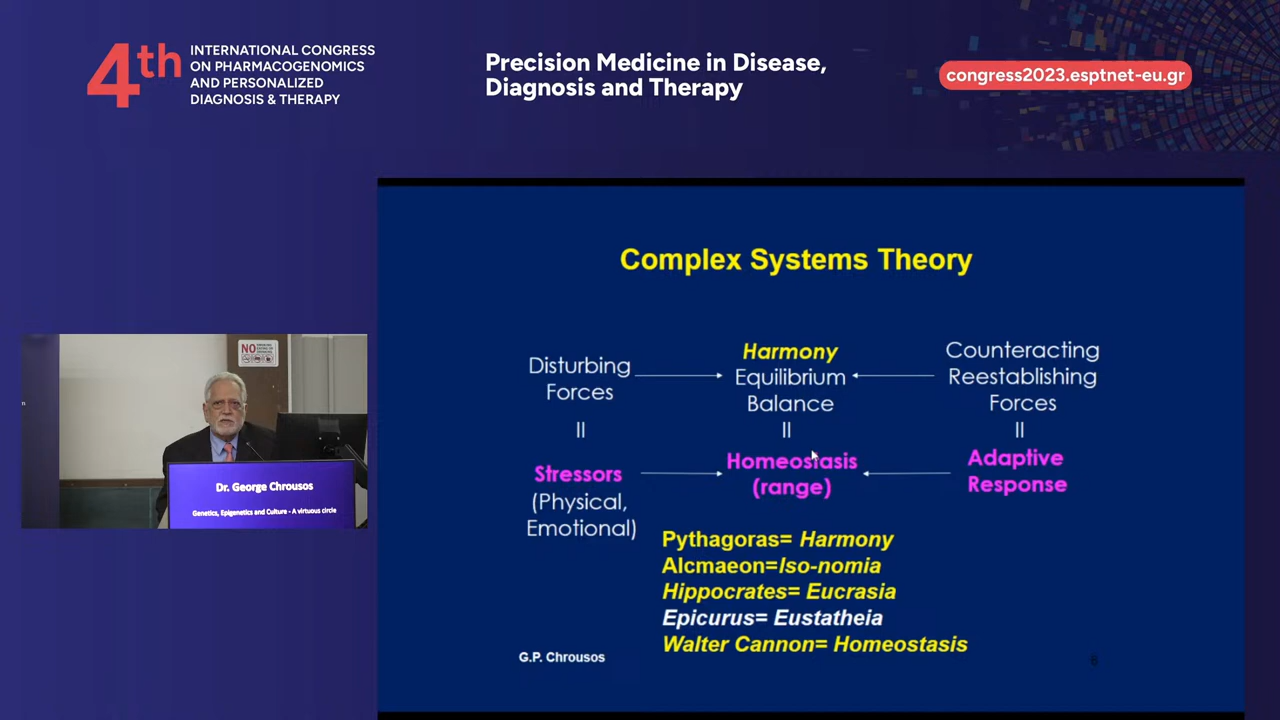 4th
INTERNATIONAL CONGRESS
ON PHARMACOGENOMICS
AND PERSONALIZED
DIAGNOSIS & THERAPY
Precision Medicine in Disease,
Diagnosis and Therapy
congress2023.esptnet-eu.gr
NO
Dr. George Chrousos
Genetics, Epigenetics and Culture - A virtuous circle
Complex Systems Theory
Disturbing
Forces
Harmony
Equilibrium
Balance
Counteracting
Reestablishing
Forces
=
=
=
Stressors
(Physical,
Emotional)
Homeostasis
(range)
Adaptive
Response
Pythagoras= Harmony
Alcmaeon=Iso-nomia
Hippocrates= Eucrasia
Epicurus= Eustatheia
Walter Cannon= Homeostasis
G.P. Chrousos